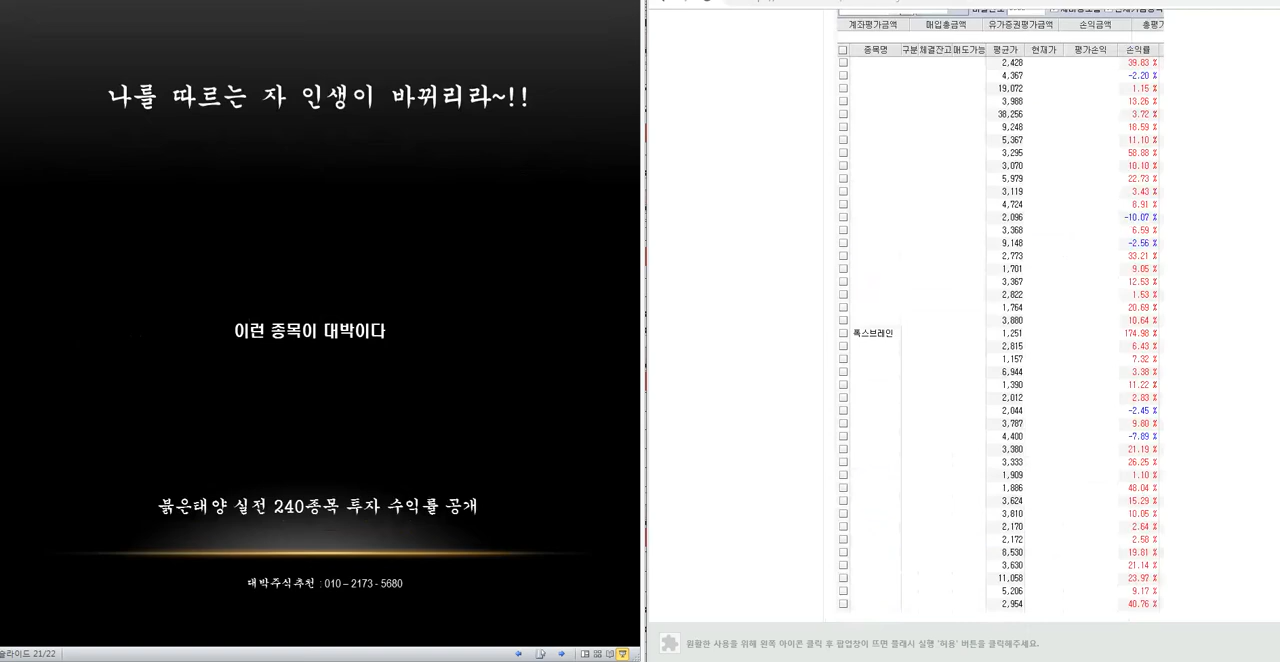 나를 따르는 자 인생이 바뀌리라~!!
이런 종목이 대박이다
붉은태양 실전 240종목 투자 수익률 공개
대박주식추천 : 010 – 2173 - 5680
슬라이드 21/22
계좌평가금액 매입총금액 유가증권평가금액 손익금액 총평가
종목명 구분 체결잔고 매도가능 평균가 현재가 평가손익 손익률
2,428 39.83 %
4,367 -2.20 %
19,072 1.15 %
3,988 13.26 %
38,256 3.72 %
9,248 18.59 %
5,367 11.10 %
3,295 58.88 %
3,070 10.10 %
5,979 22.73 %
3,119 3.43 %
4,724 8.91 %
2,096 -10.07 %
3,368 6.59 %
9,148 -2.56 %
2,773 33.21 %
1,701 9.05 %
3,367 12.53 %
2,822 1.53 %
1,764 20.69 %
3,880 10.64 %
폭스브레인 1,251 174.98 %
2,815 6.43 %
1,157 7.32 %
6,944 3.38 %
1,390 11.22 %
2,012 2.83 %
2,044 -2.45 %
3,787 9.80 %
4,400 -7.89 %
3,380 21.19 %
3,333 26.25 %
1,909 1.10 %
1,886 48.04 %
3,624 15.29 %
3,810 10.05 %
2,170 2.64 %
2,172 2.58 %
8,530 19.81 %
3,630 21.14 %
11,058 23.97 %
5,206 9.17 %
2,954 40.76 %
원활한 사용을 위해 왼쪽 아이콘 클릭 후 팝업창이 뜨면 플래시 실행 '허용' 버튼을 클릭해주세요.